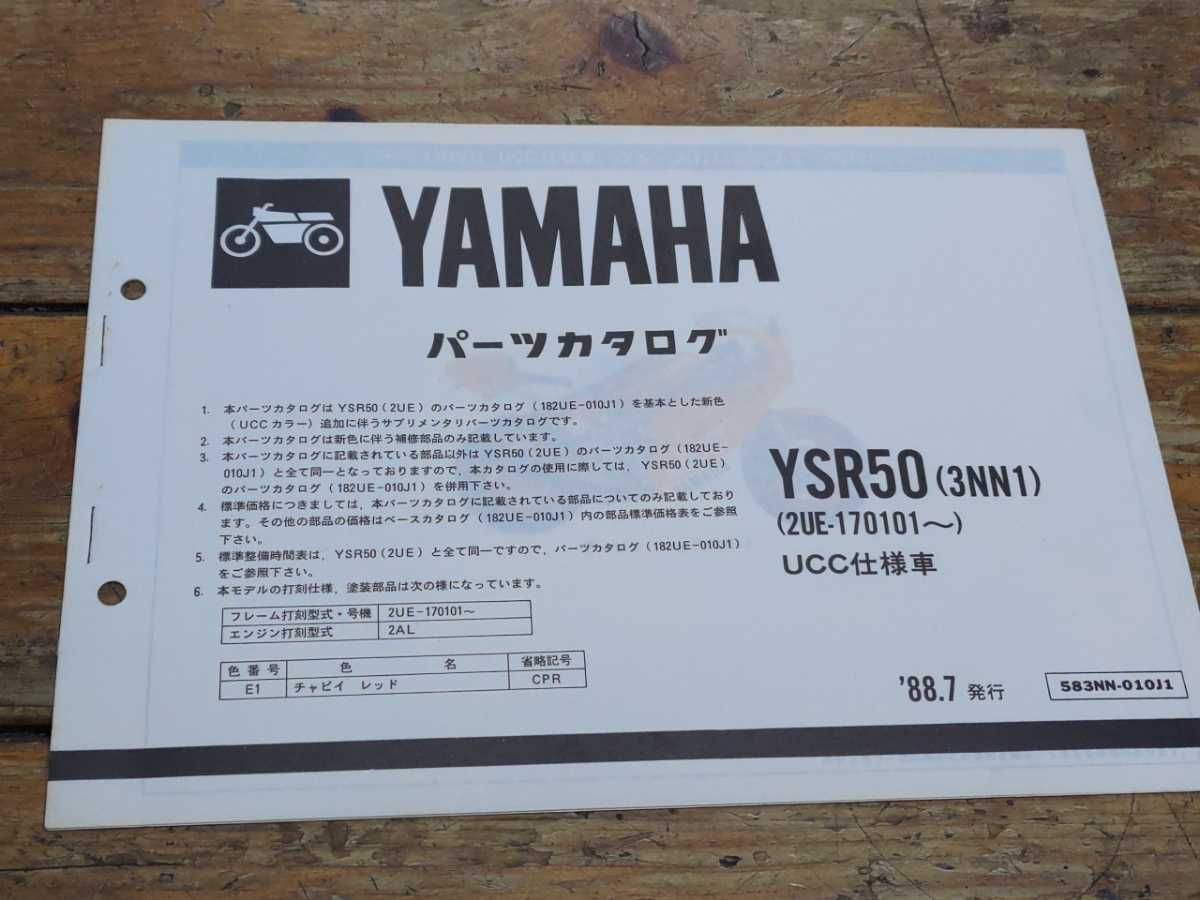 YAMAHA
パーツカタログ
1. 本パーツカタログは YSR50（2UE）のパーツカタログ（182UE-010J1）を基本とした新色
（UCCカラー）追加に伴うサプリメンタリパーツカタログです。
2. 本パーツカタログは新色に伴う補修部品のみ記載しています。
3. 本パーツカタログに記載されている部品以外は YSR50（2UE）のパーツカタログ（182UE-
010J1）と全て同一となっておりますので，本カタログの使用に際しては，YSR50（2UE）
のパーツカタログ（182UE-010J1）を併用下さい。
4. 標準価格につきましては，本パーツカタログに記載されている部品についてのみ記載しており
ます。その他の部品の価格はベースカタログ（182UE-010J1）内の部品標準価格表をご参照
下さい。
5. 標準整備時間表は，YSR50（2UE）と全て同一ですので，パーツカタログ（182UE-010J1）
をご参照下さい。
6. 本モデルの打刻仕様，塗装部品は次の様になっています。
フレーム打刻型式・号機 2UE-170101〜
エンジン打刻型式 2AL
色番号 色名 省略記号
E1 チャピイ レッド CPR
YSR50（3NN1）
（2UE-170101〜）
UCC仕様車
'88.7 発行
583NN-010J1